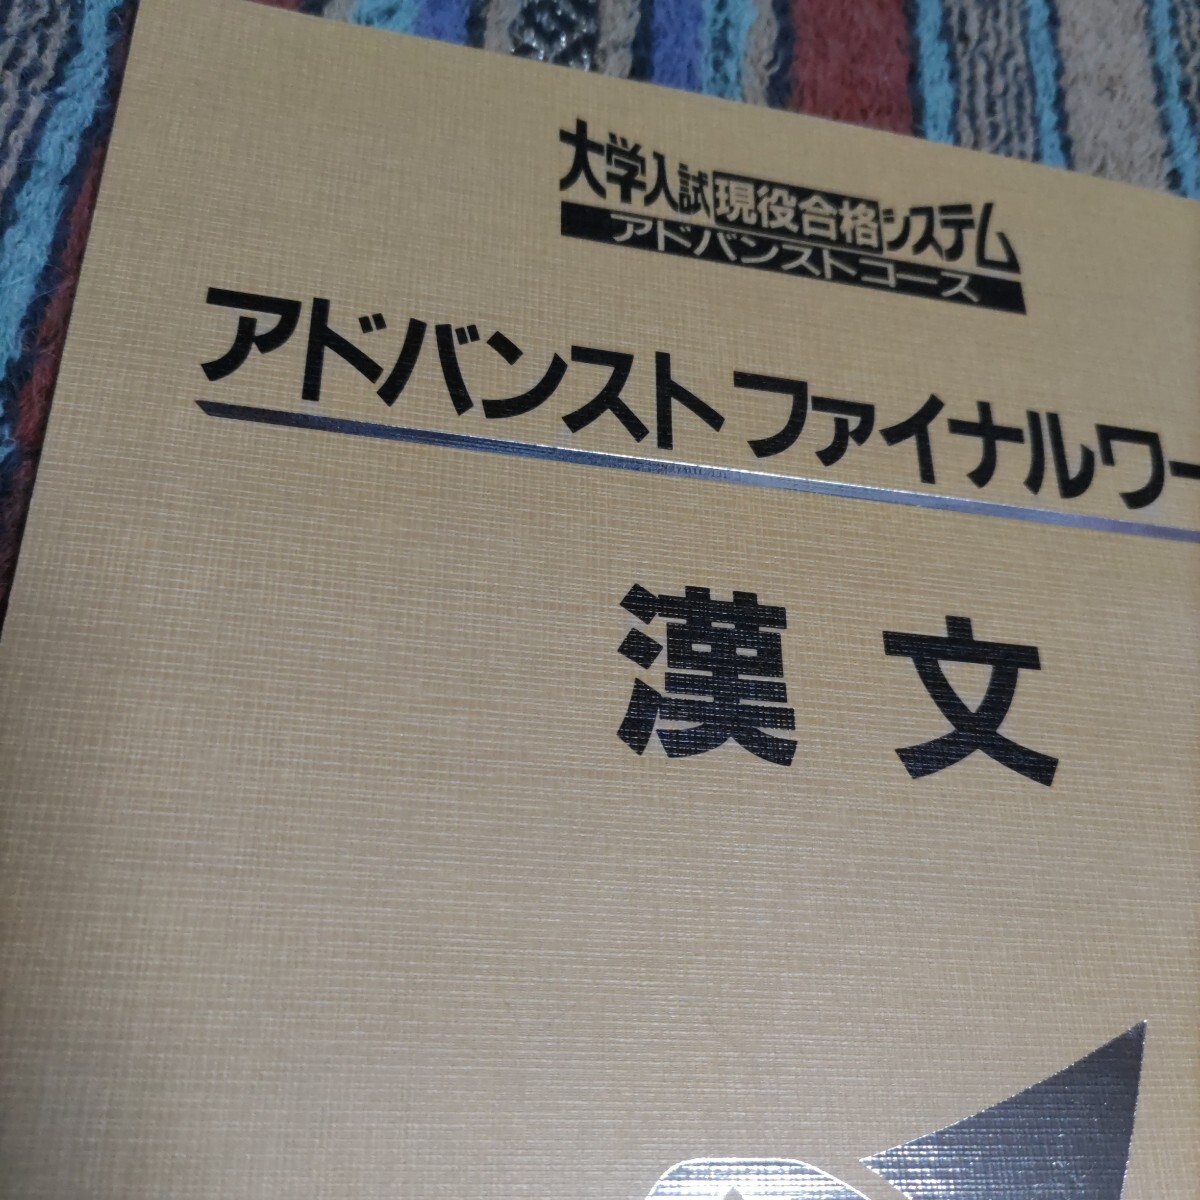 大学入試現役合格システム
アドバンストコース
アドバンスト ファイナルワー
漢文